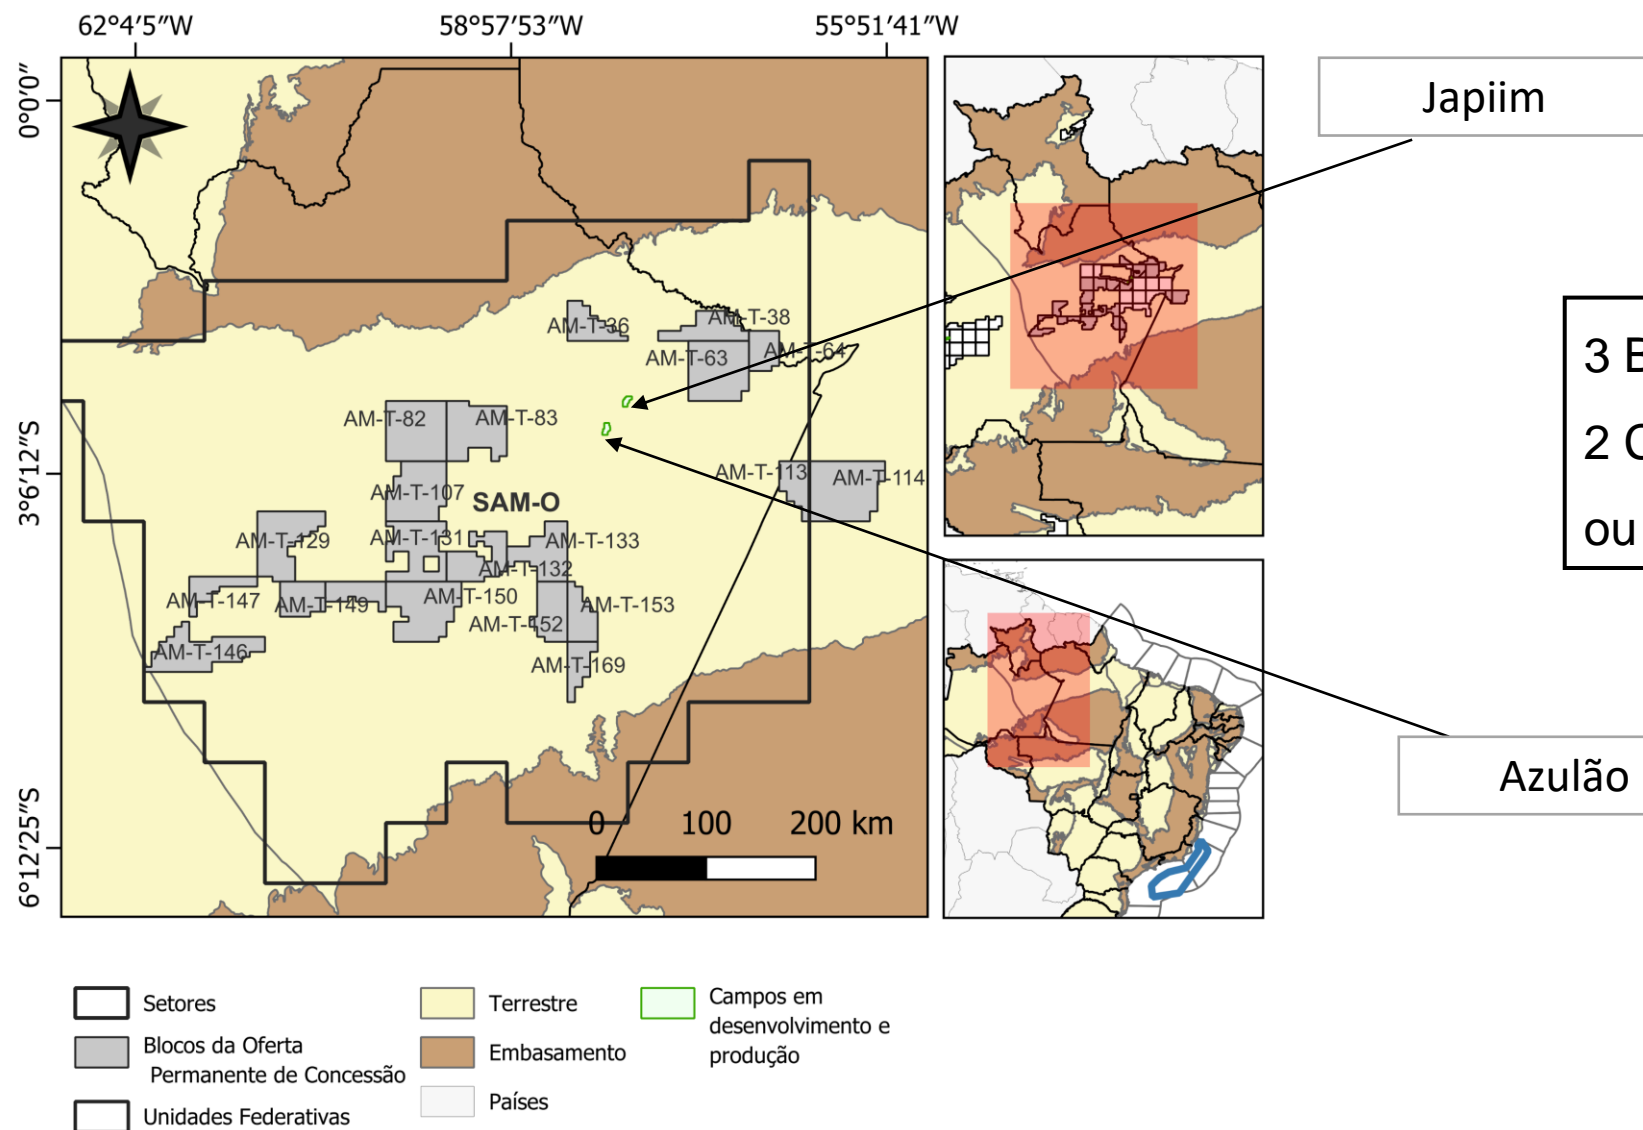 62°4′5″W
58°57′53″W
55°51′41″W
0°0′0″
3°6′12″S
6°12′25″S
Japiim
3 B
2 C
ou
Azulão
AM-T-36
AM-T-38
AM-T-63
AM-T-64
AM-T-82
AM-T-83
AM-T-107
SAM-O
AM-T-113
AM-T-114
AM-T-129
AM-T-131
AM-T-133
AM-T-132
AM-T-147
AM-T-149
AM-T-150
AM-T-153
AM-T-152
AM-T-146
AM-T-169
0 100 200 km
Setores
Blocos da Oferta
Permanente de Concessão
Unidades Federativas
Terrestre
Embasamento
Países
Campos em
desenvolvimento e
produção